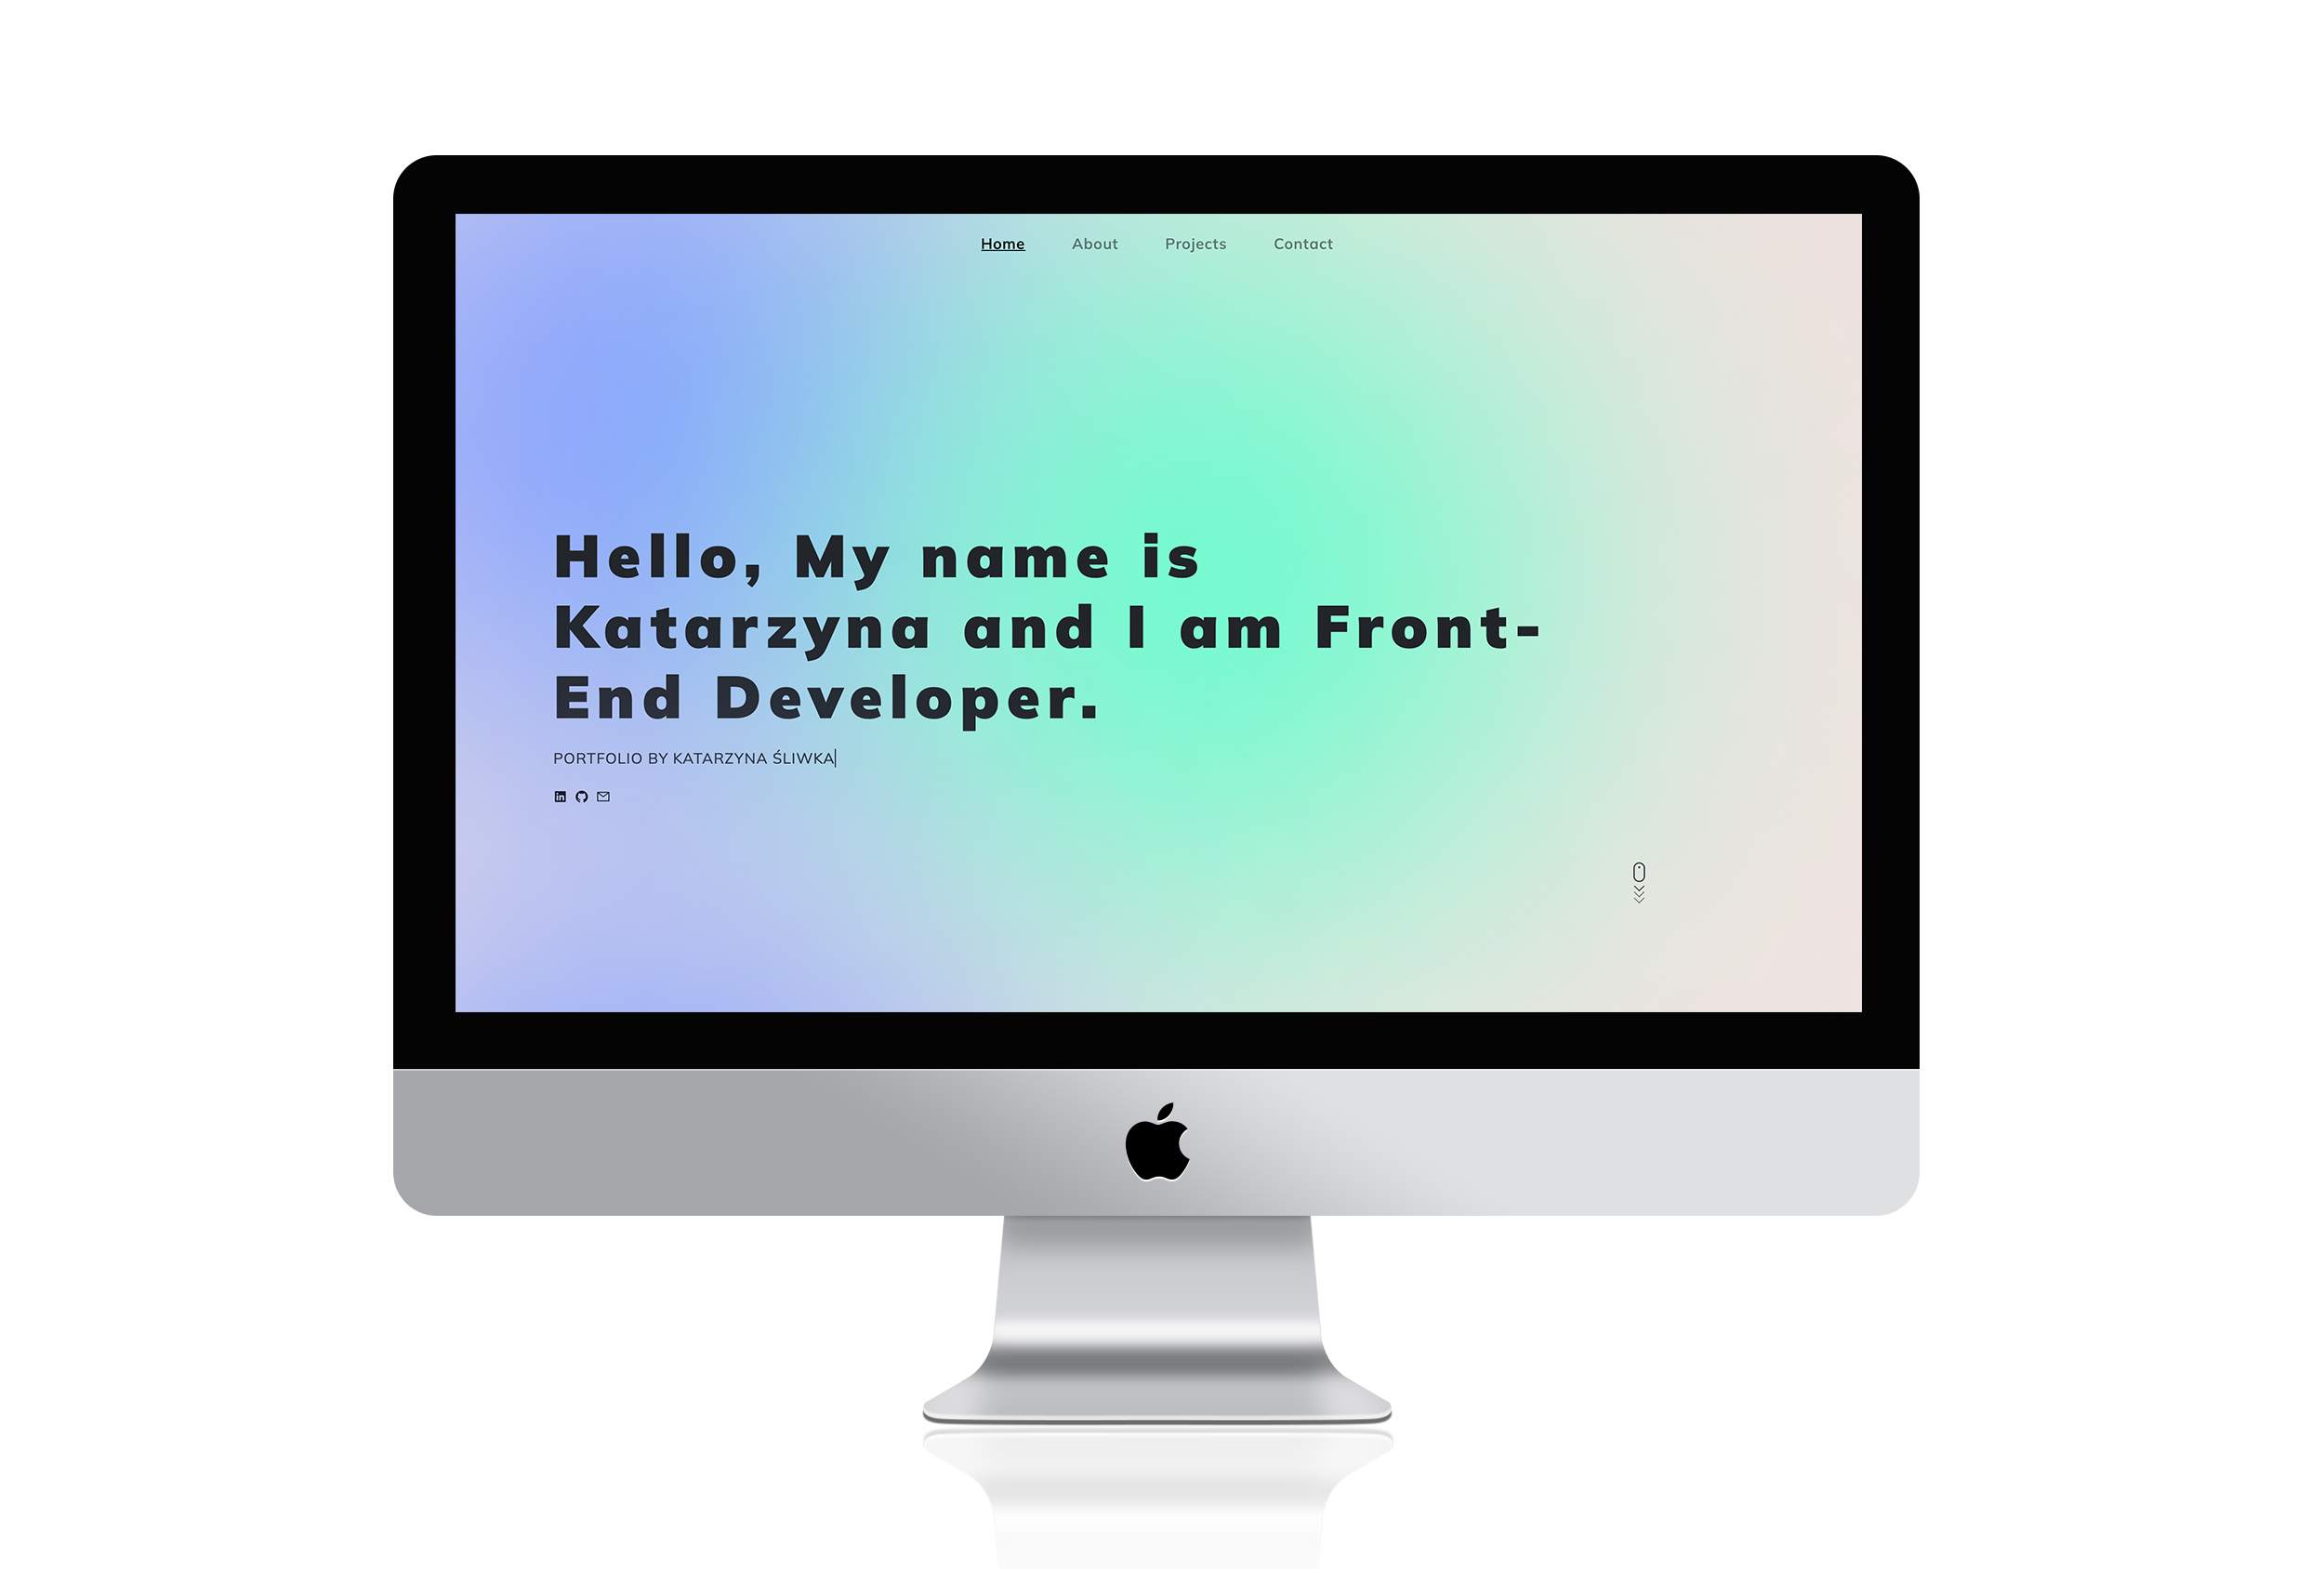 Home About Projects Contact
Hello, My name is
Katarzyna and I am Front-
End Developer.
PORTFOLIO BY KATARZYNA ŚLIWKA